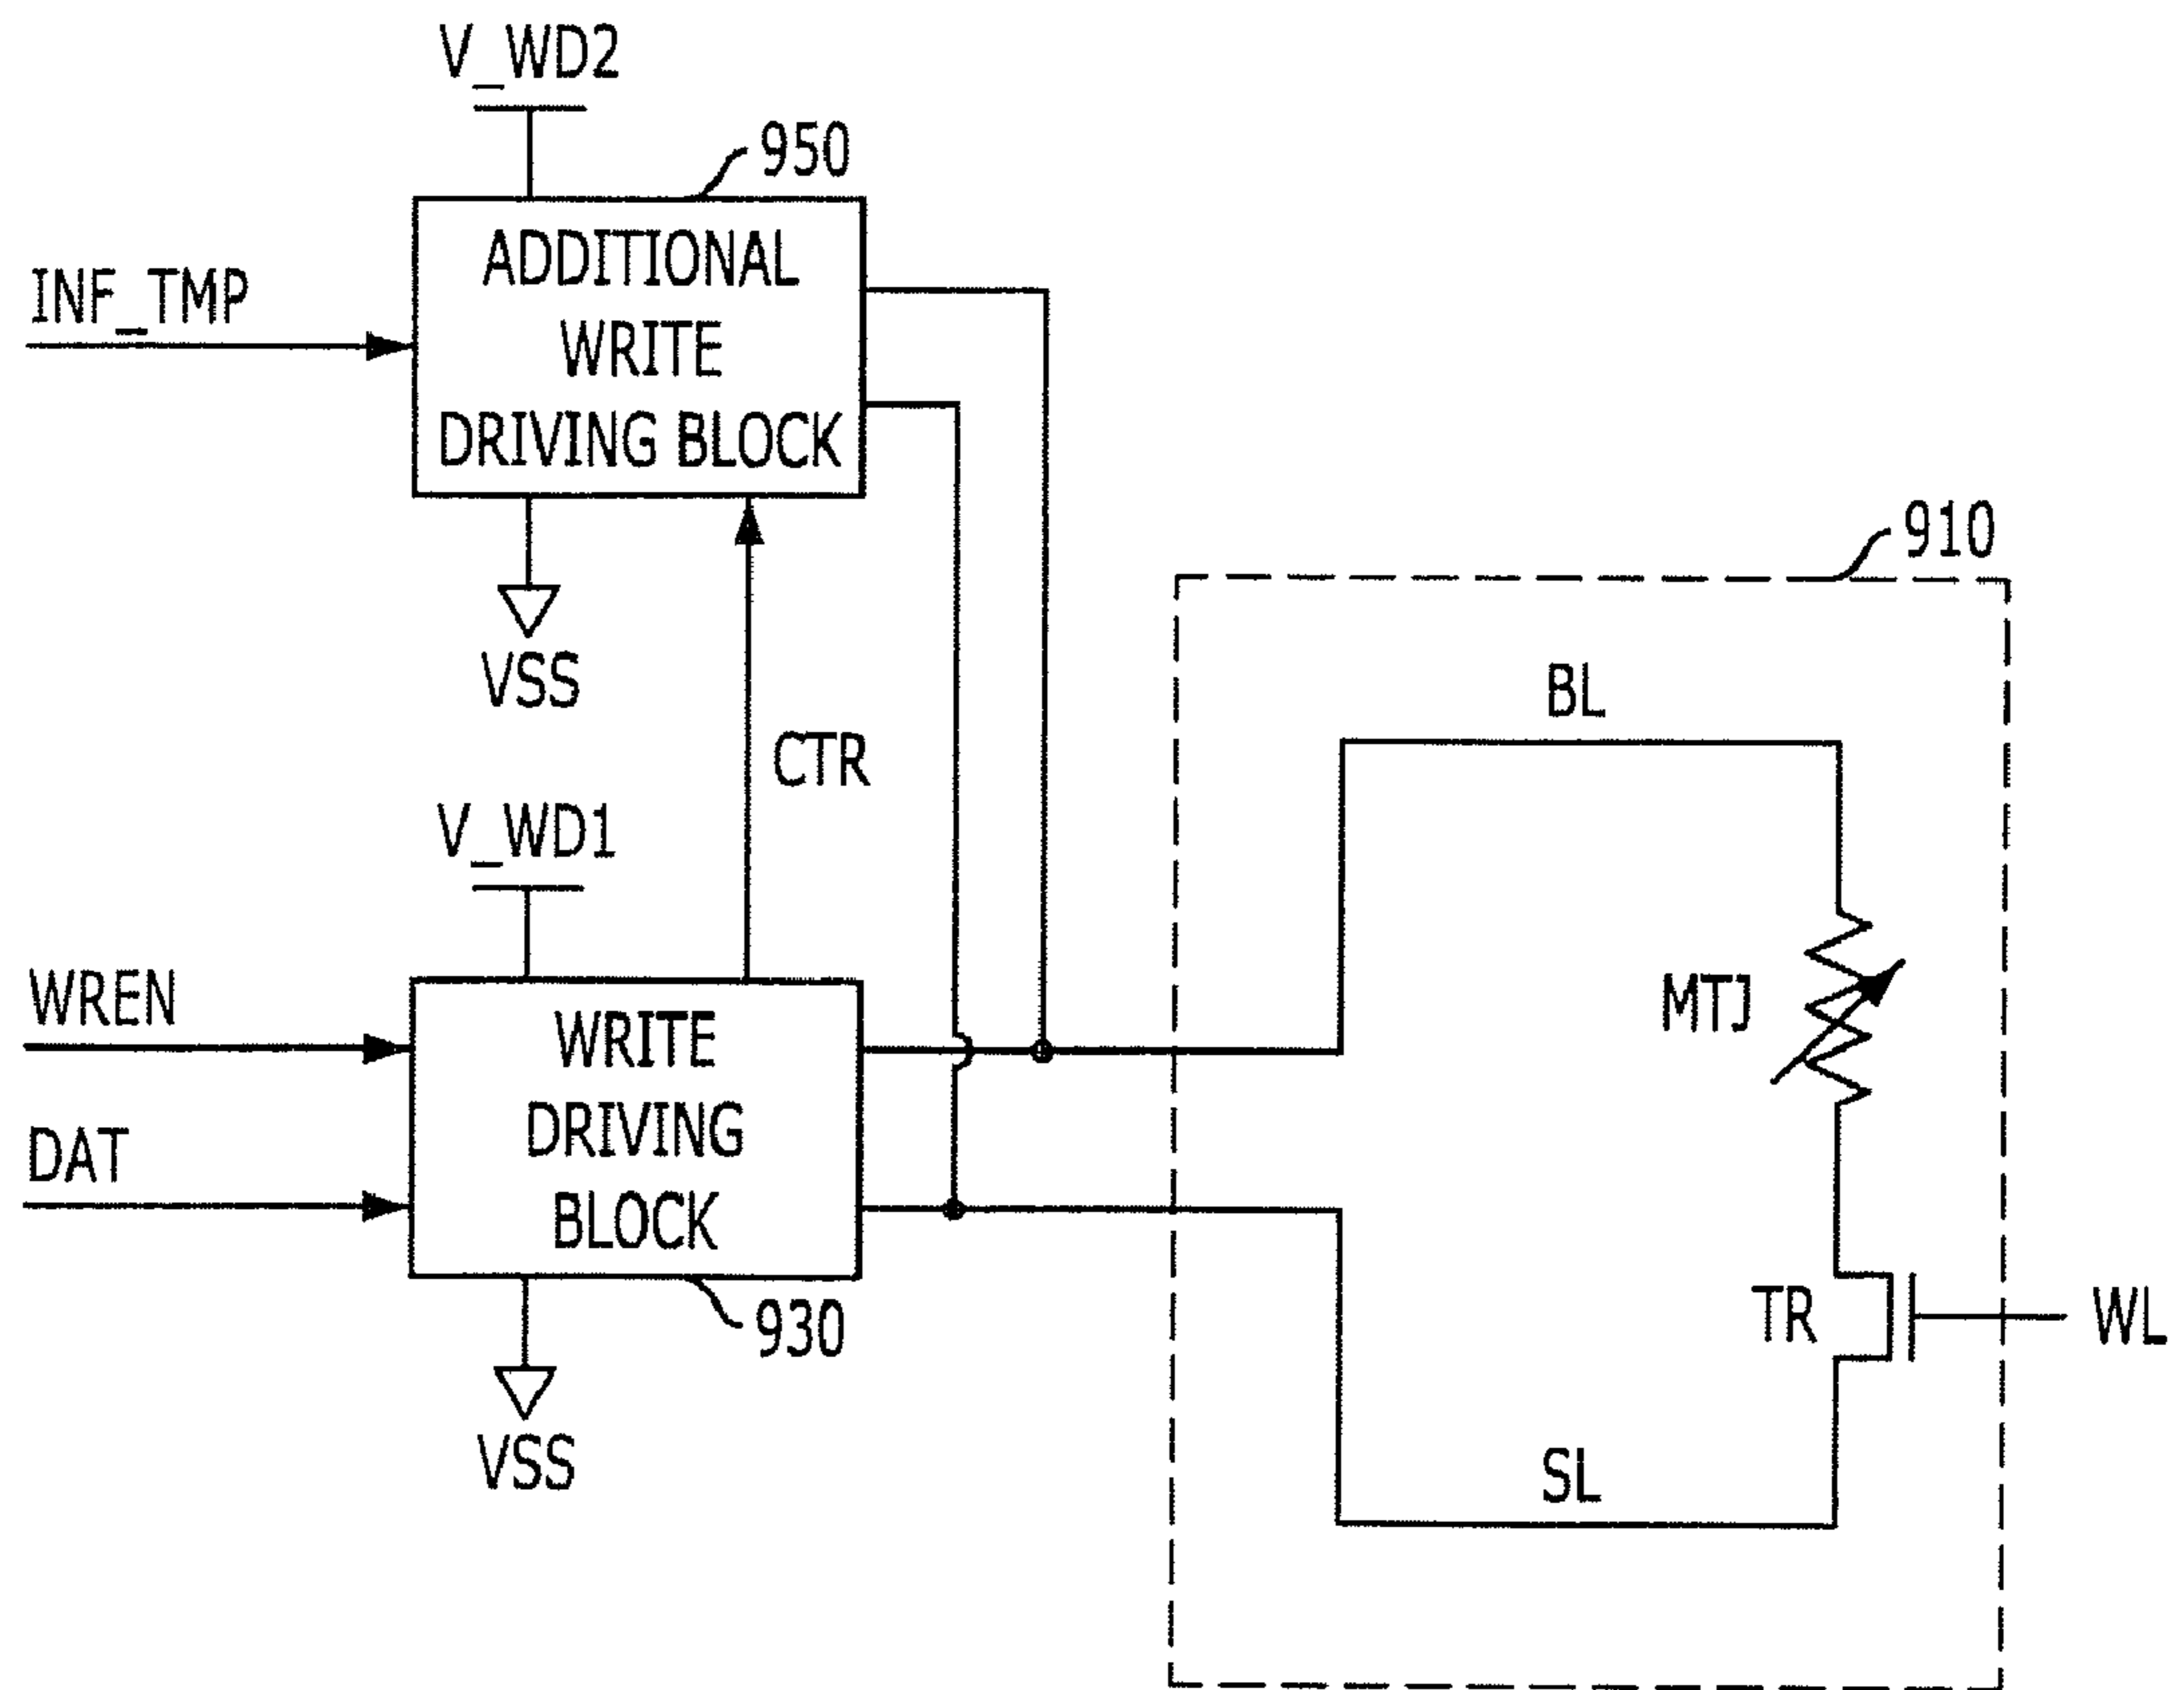 V_WD2
950
ADDITIONAL
WRITE
DRIVING BLOCK
INF_TMP
VSS
CTR
910
BL
V_WD1
MTJ
WREN
WRITE
DRIVING
BLOCK
DAT
930
VSS
TR
WL
SL